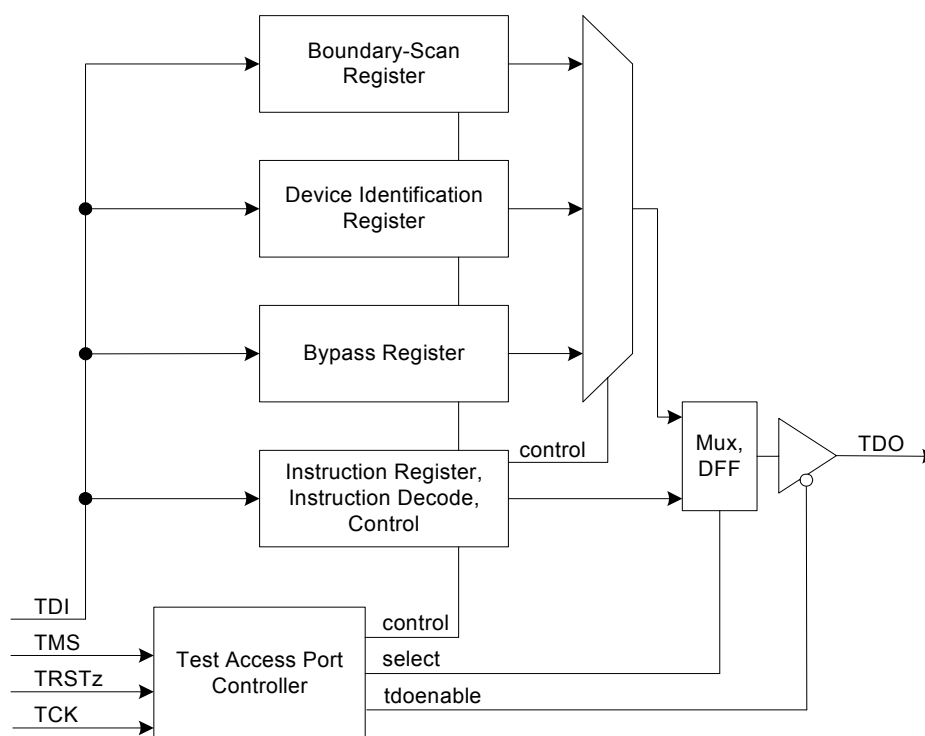 Boundary-Scan
Register
Device Identification
Register
Bypass Register
control
Instruction Register,
Instruction Decode,
Control
Mux,
DFF
TDO
TDI
TMS
TRSTz
TCK
Test Access Port
Controller
control
select
tdoenable